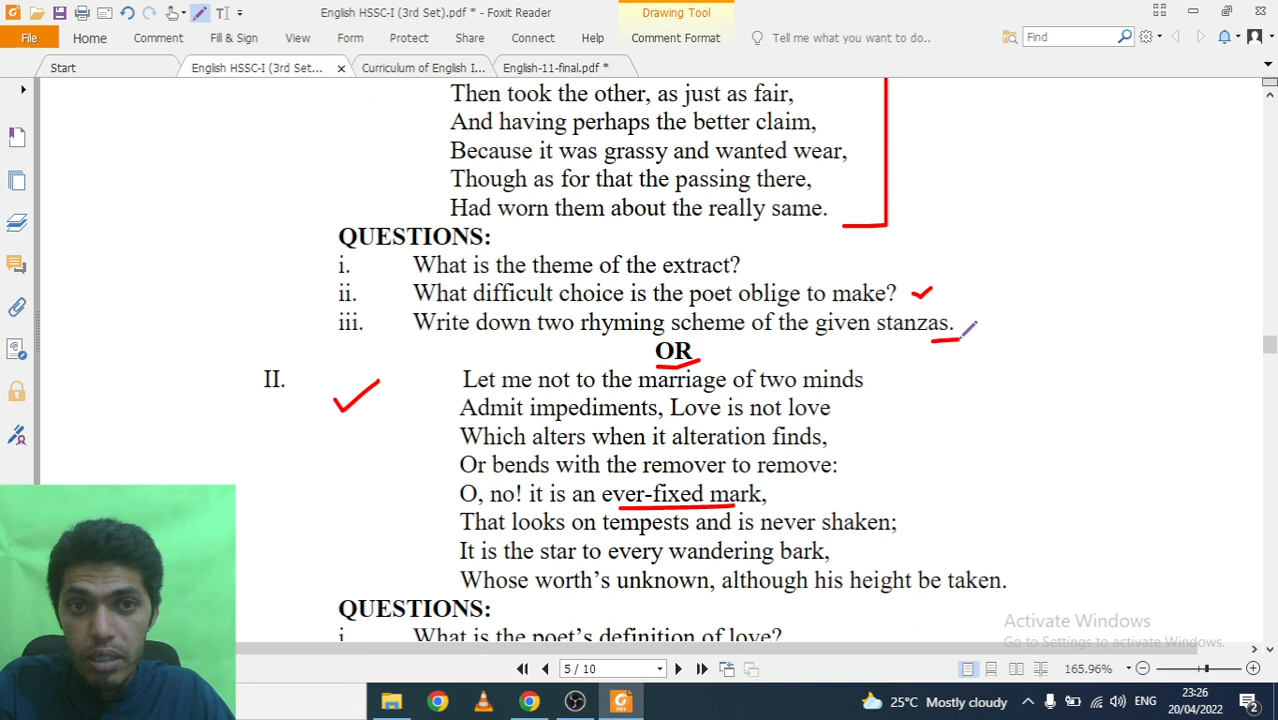 English HSSC-I (3rd Set).pdf * - Foxit Reader
Drawing Tool
File Home Comment Fill & Sign View Form Protect Share Connect Help Comment Format Tell me what you want to do.. Find
Start English HSSC-I (3rd Set... Curriculum of English I... English-11-final.pdf *
Then took the other, as just as fair,
And having perhaps the better claim,
Because it was grassy and wanted wear,
Though as for that the passing there,
Had worn them about the really same.
QUESTIONS:
i. What is the theme of the extract?
ii. What difficult choice is the poet oblige to make?
iii. Write down two rhyming scheme of the given stanzas.
OR
II. Let me not to the marriage of two minds
Admit impediments, Love is not love
Which alters when it alteration finds,
Or bends with the remover to remove:
O, no! it is an ever-fixed mark,
That looks on tempests and is never shaken;
It is the star to every wandering bark,
Whose worth's unknown, although his height be taken.
QUESTIONS:
i. What is the poet's definition of love?
Activate Windows
Go to Settings to activate Windows.
5 / 10 165.96%
25°C Mostly cloudy ENG 23:26
20/04/2022 2